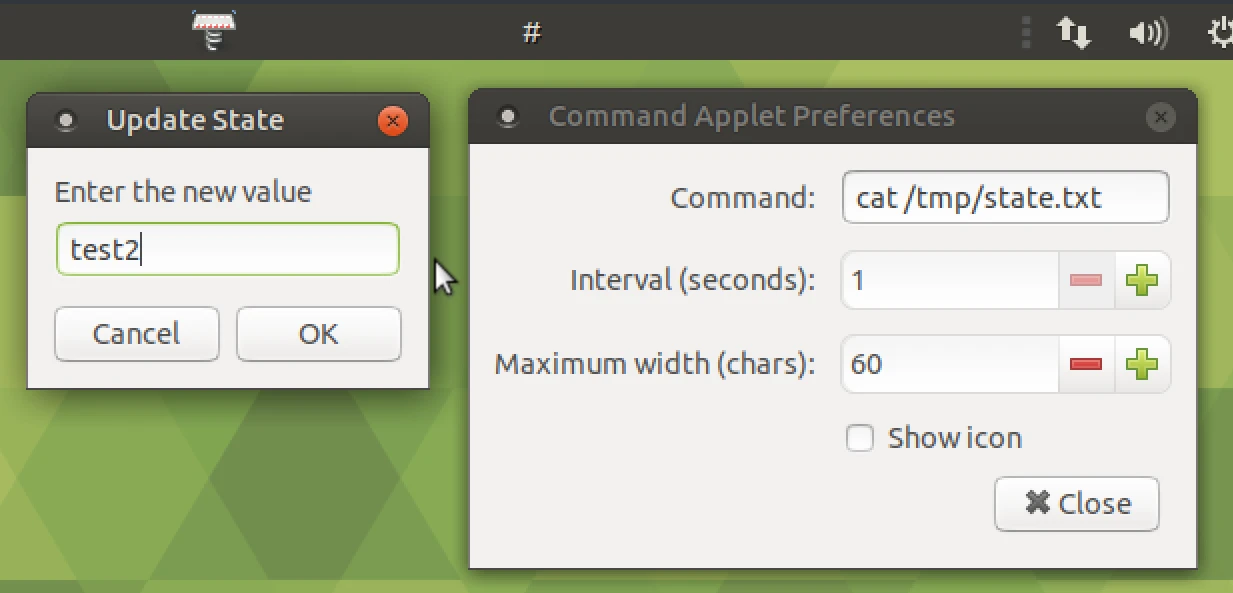 #
Update State
Enter the new value
test2
Cancel OK
Command Applet Preferences
Command: cat /tmp/state.txt
Interval (seconds): 1
Maximum width (chars): 60
Show icon
Close